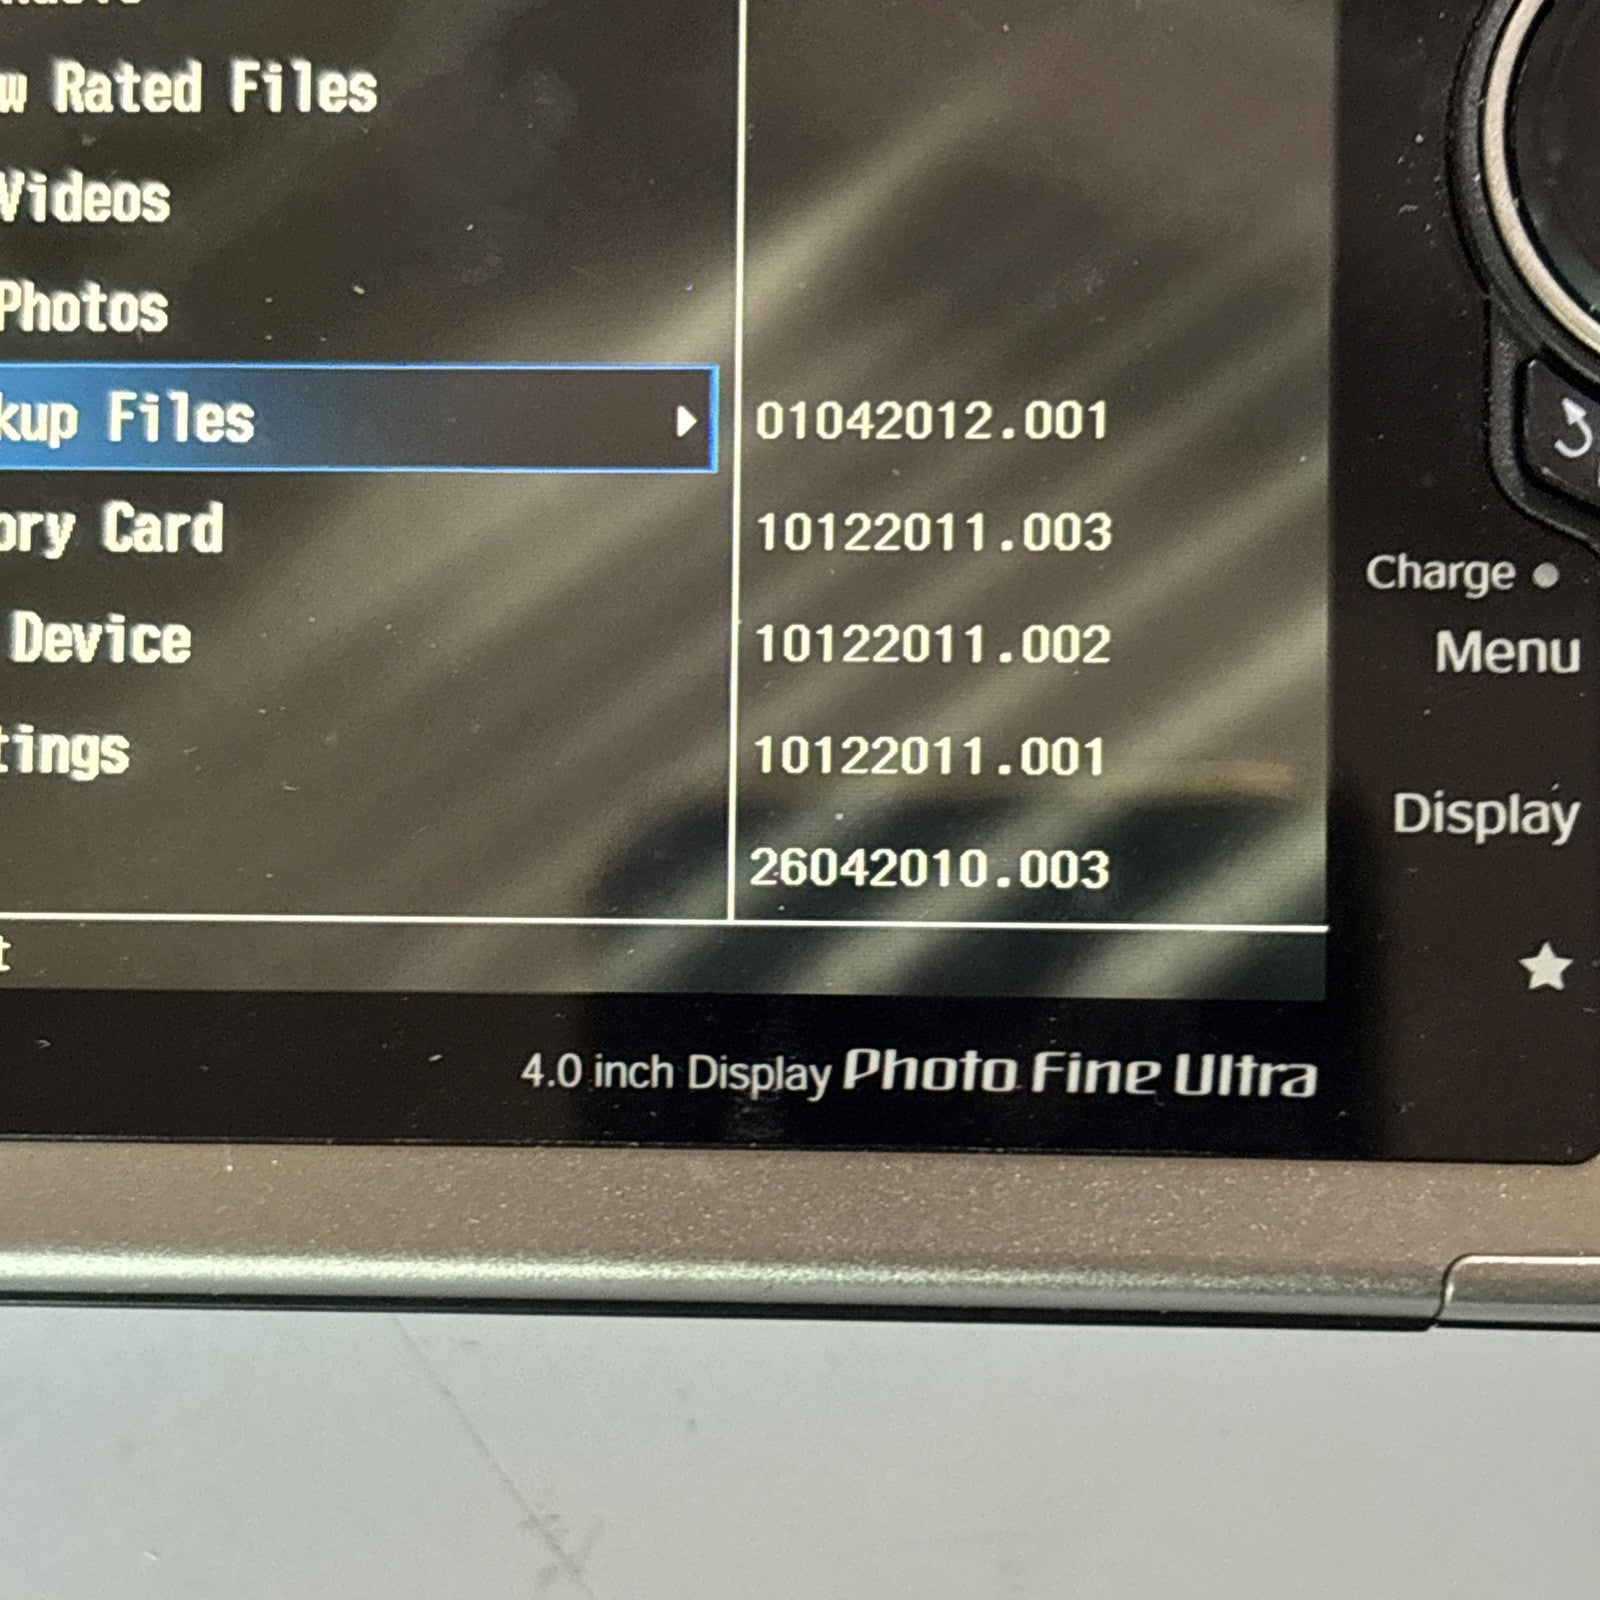 w Rated Files
Videos
Photos
kup Files
01042012.001
ory Card
10122011.003
Device
10122011.002
tings
10122011.001
26042010.003
t
Charge
Menu
Display
4.0 inch Display Photo Fine Ultra